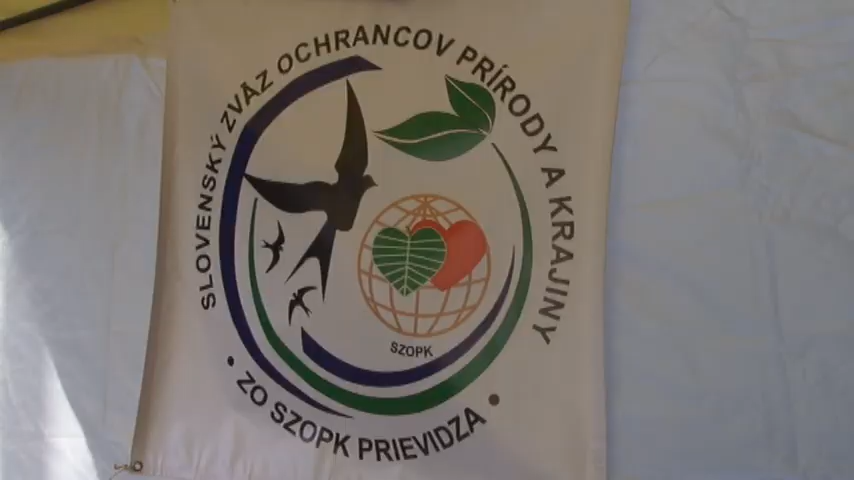 SLOVENSKÝ ZVÄZ OCHRANCOV PRÍRODY A KRAJINY
SZOPK
• ZO SZOPK PRIEVIDZA •